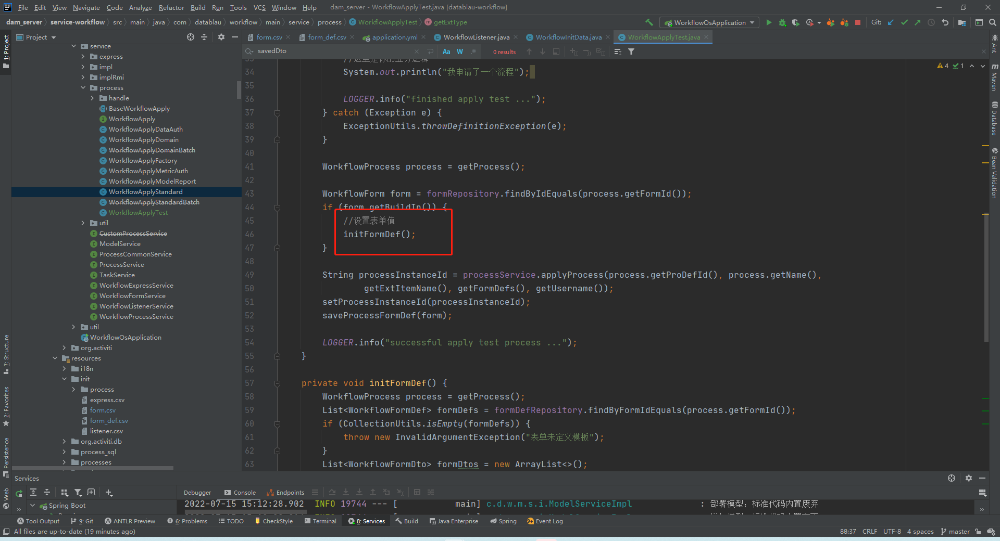 File Edit View Navigate Code Analyze Refactor Build Run Tools VCS Window Help dam_server - WorkflowApplyTest.java [datablau-workflow]
dam_server service-workflow src main java com datablau workflow main service process WorkflowApplyTest getExtType WorkflowOsApplication Git:
Project form.csv form_def.csv application.yml WorkflowListener.java WorkflowInitData.java WorkflowApplyTest.java
savedDto Aa W .* 0 results
service
express
impl
implRmi
process
handle
BaseWorkflowApply
WorkflowApply
WorkflowApplyDataAuth
WorkflowApplyDomain
WorkflowApplyDomainBatch
WorkflowApplyFactory
WorkflowApplyMetricAuth
WorkflowApplyModelReport
WorkflowApplyStandard
WorkflowApplyStandardBatch
WorkflowApplyTest
util
CustomProcessService
ModelService
ProcessCommonService
ProcessService
TaskService
WorkflowExpressService
WorkflowFormService
WorkflowListenerService
WorkflowProcessService
util
WorkflowOsApplication
org.activiti
resources
i18n
init
process
express.csv
form.csv
form_def.csv
listener.csv
org.activiti.db
process_sql
processes
33 //这里是你的业务逻辑
34 System.out.println("我申请了一个流程");
35
36 LOGGER.info("finished apply test ...");
37 } catch (Exception e) {
38 ExceptionUtils.throwDefinitionException(e);
39 }
40
41 WorkflowProcess process = getProcess();
42
43 WorkflowForm form = formRepository.findByIdEquals(process.getFormId());
44 if (form.getBuildIn()) {
45 //设置表单值
46 initFormDef();
47 }
48
49 String processInstanceId = processService.applyProcess(process.getProDefId(), process.getName(),
50 getExtItemName(), getFormDefs(), getUsername());
51 setProcessInstanceId(processInstanceId);
52 saveProcessFormDef(form);
53
54 LOGGER.info("successful apply test process ...");
55 }
56
57 private void initFormDef() {
58 WorkflowProcess process = getProcess();
59 List<WorkflowFormDef> formDefs = formDefRepository.findByFormIdEquals(process.getFormId());
60 if (CollectionUtils.isEmpty(formDefs)) {
61 throw new InvalidArgumentException("表单未定义模板");
62 }
63 List<WorkflowFormDto> formDtos = new ArrayList<>();
4 1
1: Project
7: Structure
2: Favorites
Persistence
Web
Ant
Maven
Database
Bean Validation
Services
Debugger Console Endpoints
Spring Boot
2022-07-15 15:12:28.902 INFO 19744 --- [ main] c.d.w.m.s.i.ModelServiceImpl : 部署模型: 标准代码内置废弃
Tool Output 9: Git ANTLR Preview 6: Problems TODO CheckStyle Terminal 8: Services Build Java Enterprise Spring Event Log
All files are up-to-date (19 minutes ago) 88:37 CRLF UTF-8 4 spaces master